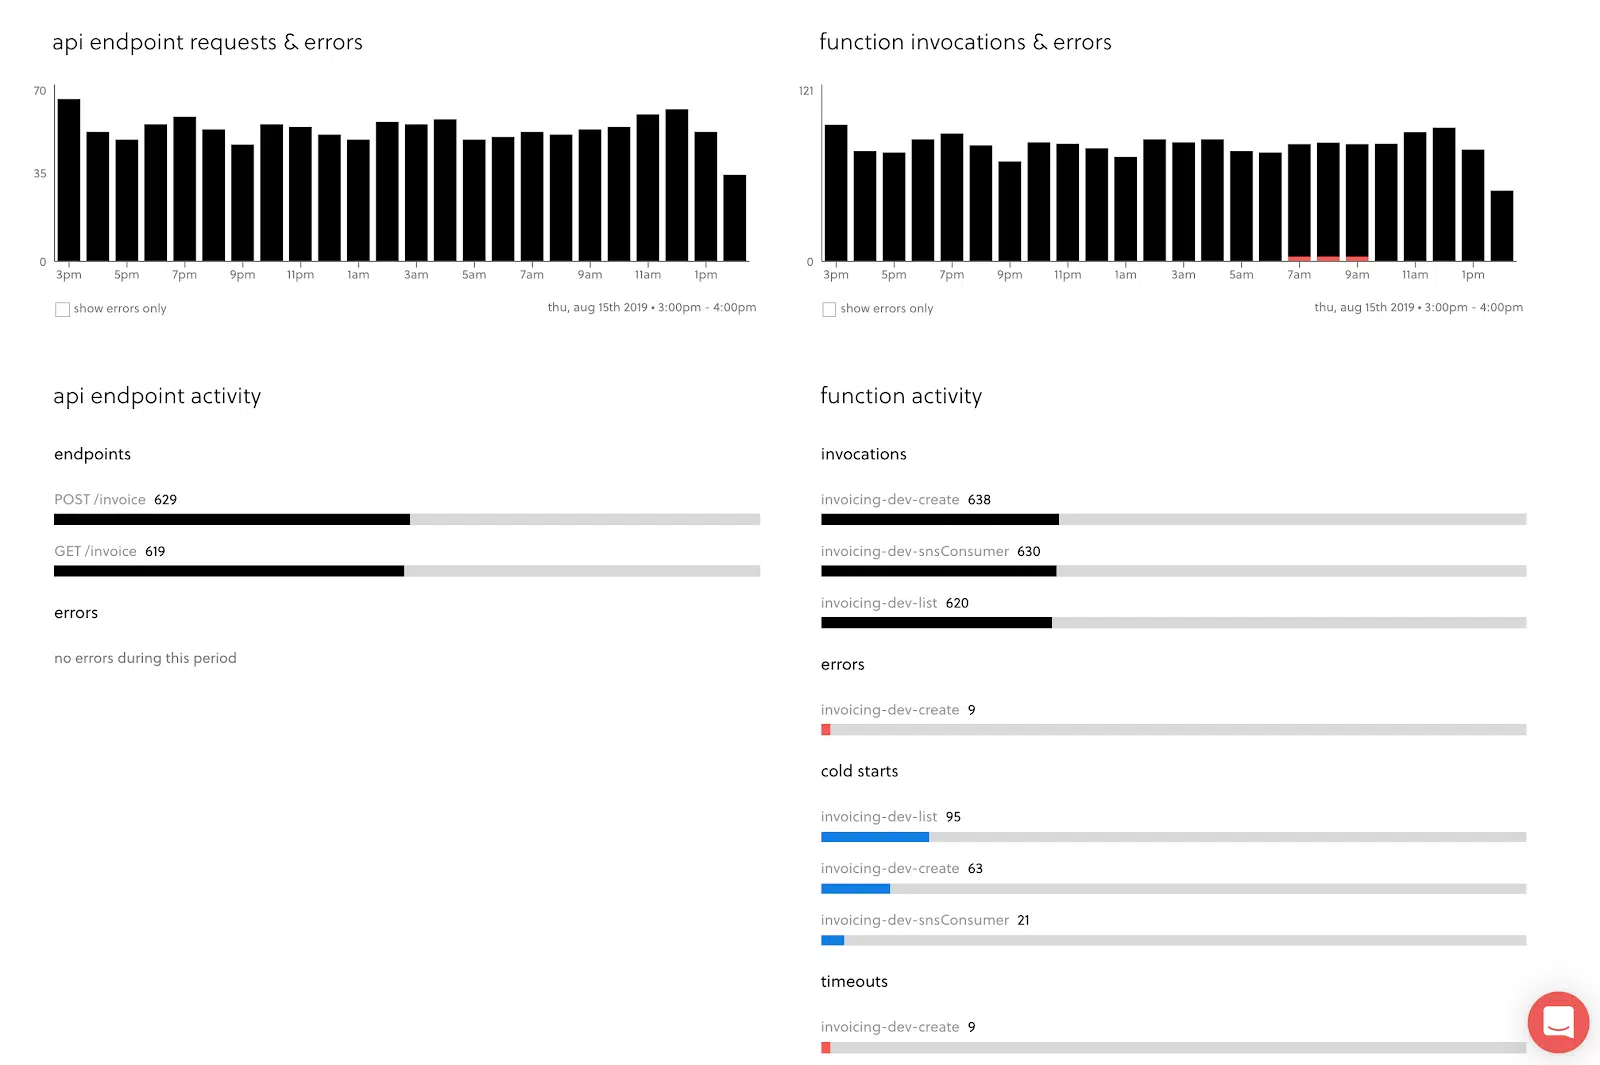 api endpoint requests & errors
70
35
0
3pm 5pm 7pm 9pm 11pm 1am 3am 5am 7am 9am 11am 1pm
show errors only
thu, aug 15th 2019 • 3:00pm - 4:00pm
function invocations & errors
121
0
3pm 5pm 7pm 9pm 11pm 1am 3am 5am 7am 9am 11am 1pm
show errors only
thu, aug 15th 2019 • 3:00pm - 4:00pm
api endpoint activity
endpoints
POST /invoice 629
GET /invoice 619
errors
no errors during this period
function activity
invocations
invoicing-dev-create 638
invoicing-dev-snsConsumer 630
invoicing-dev-list 620
errors
invoicing-dev-create 9
cold starts
invoicing-dev-list 95
invoicing-dev-create 63
invoicing-dev-snsConsumer 21
timeouts
invoicing-dev-create 9